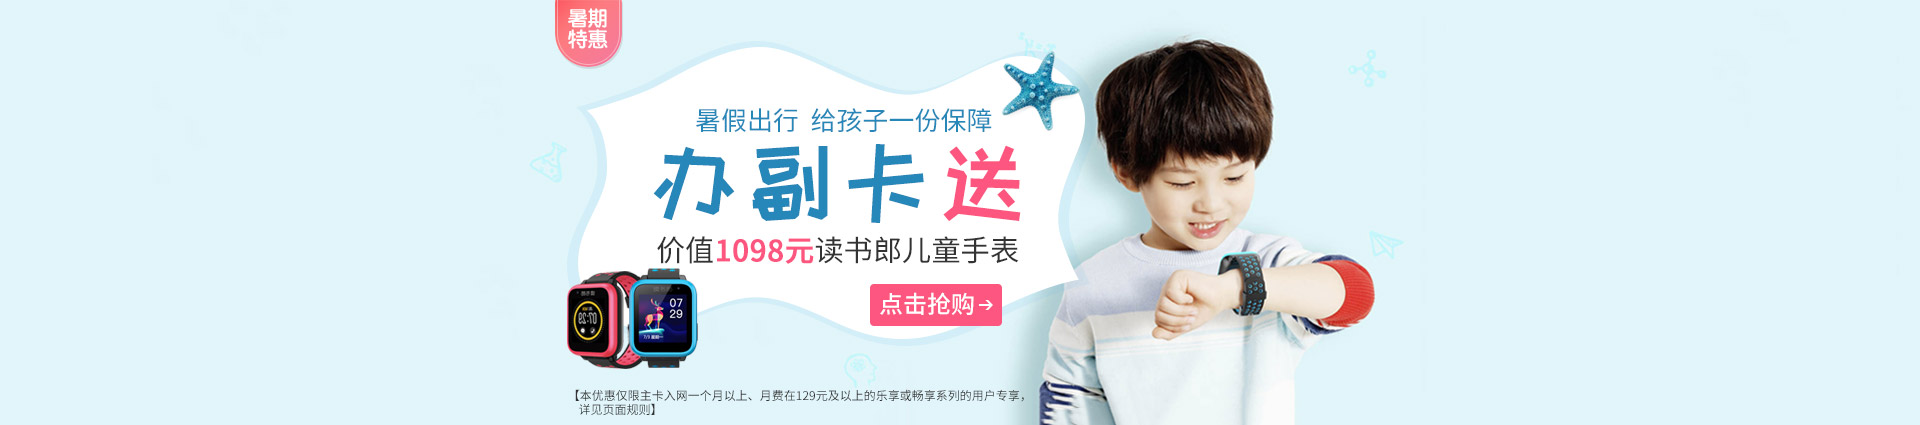 暑期
特惠
暑假出行 给孩子一份保障
办副卡送
价值1098元读书郎儿童手表
点击抢购→
07
29
【本优惠仅限主卡入网一个月以上、月费在129元及以上的乐享或畅享系列的用户专享，
详见页面规则】